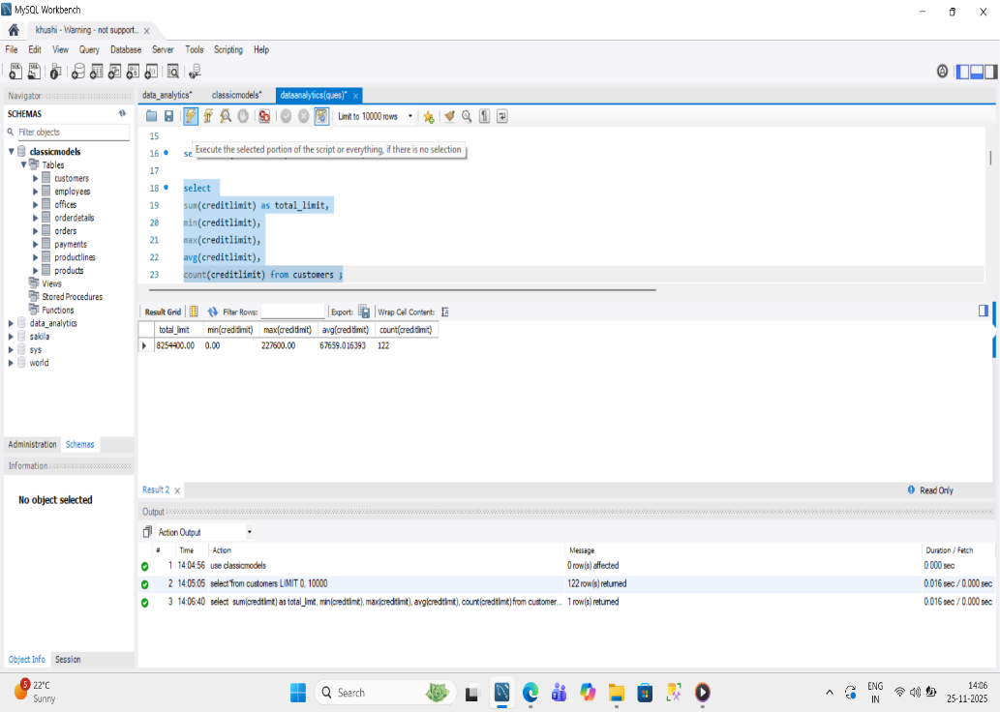 MySQL Workbench
khushi - Warning - not support..
File Edit View Query Database Server Tools Scripting Help
Navigator
SCHEMAS
Filter objects
classicmodels
Tables
customers
employees
offices
orderdetails
orders
payments
productlines
products
Views
Stored Procedures
Functions
data_analytics
sakila
sys
world
Administration Schemas
Information
No object selected
Object Info Session
data_analytics* classicmodels* dataanalytics(ques)*
Limit to 10000 rows
15
16 se
Execute the selected portion of the script or everything, if there is no selection
17
18 select
19 sum(creditlimit) as total_limit,
20 min(creditlimit),
21 max(creditlimit),
22 avg(creditlimit),
23 count(creditlimit) from customers ;
Result Grid Filter Rows: Export: Wrap Cell Content:
total_limit min(creditlimit) max(creditlimit) avg(creditlimit) count(creditlimit)
8254400.00 0.00 227600.00 67659.016393 122
Result 2 Read Only
Output
Action Output
# Time Action Message Duration / Fetch
1 14:04:56 use classicmodels 0 row(s) affected 0.000 sec
2 14:05:05 select*from customers LIMIT 0, 10000 122 row(s) returned 0.016 sec / 0.000 sec
3 14:06:40 select sum(creditlimit) as total_limit, min(creditlimit), max(creditlimit), avg(creditlimit), count(creditlimit) from customer... 1 row(s) returned 0.016 sec / 0.000 sec
5
22°C
Sunny
Search
ENG
IN
14:06
25-11-2025